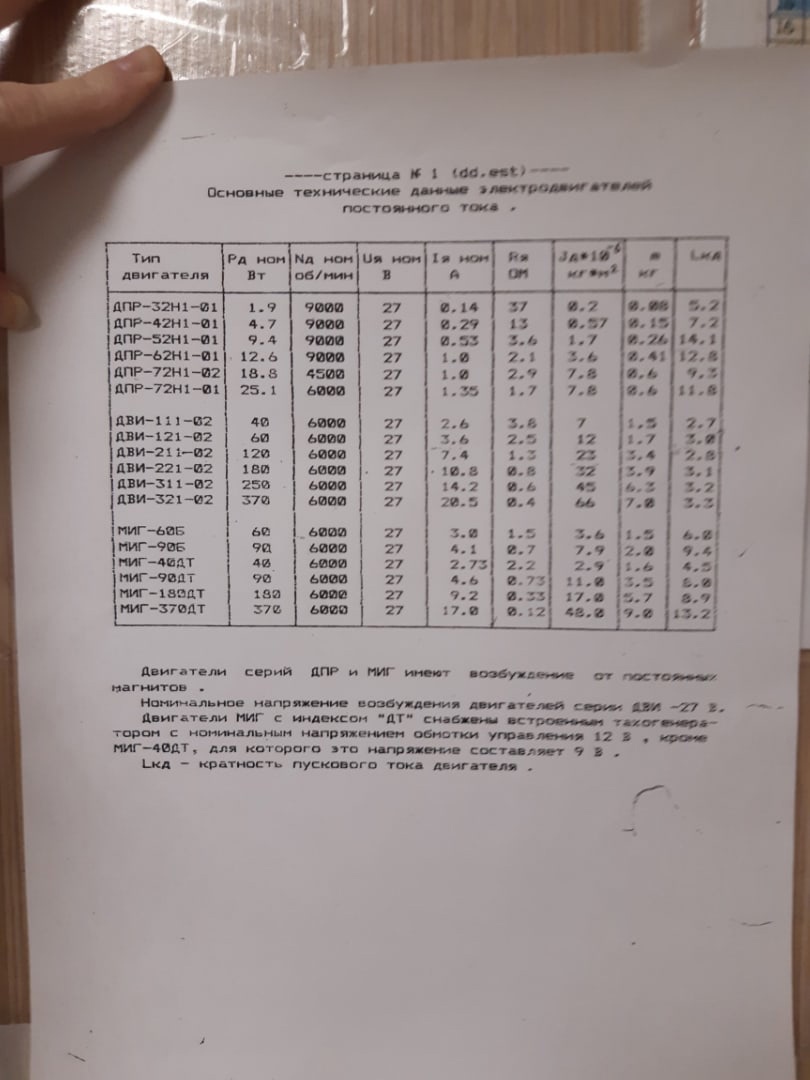 16
----страница № 1 (dd.est)----
Основные технические данные электродвигателей
постоянного тока .
Тип двигателя | Pд ном Вт | Nд ном об/мин | Uя ном В | Iя ном А | Rя ОМ | Jд*10^-6 кг*м² | m кг | Lкд
ДПР-32Н1-01 | 1.9 | 9000 | 27 | 0.14 | 37 | 0.2 | 0.08 | 5.2
ДПР-42Н1-01 | 4.7 | 9000 | 27 | 0.29 | 13 | 0.57 | 0.15 | 7.2
ДПР-52Н1-01 | 9.4 | 9000 | 27 | 0.53 | 3.6 | 1.7 | 0.26 | 14.1
ДПР-62Н1-01 | 12.6 | 9000 | 27 | 1.0 | 2.1 | 3.6 | 0.41 | 12.8
ДПР-72Н1-02 | 18.8 | 4500 | 27 | 1.0 | 2.9 | 7.8 | 0.6 | 9.3
ДПР-72Н1-01 | 25.1 | 6000 | 27 | 1.35 | 1.7 | 7.8 | 0.6 | 11.8
ДВИ-111-02 | 40 | 6000 | 27 | 2.6 | 3.8 | 7 | 1.5 | 2.7
ДВИ-121-02 | 60 | 6000 | 27 | 3.6 | 2.5 | 12 | 1.7 | 3.0
ДВИ-211-02 | 120 | 6000 | 27 | 7.4 | 1.3 | 23 | 3.4 | 2.8
ДВИ-221-02 | 180 | 6000 | 27 | 10.8 | 0.8 | 32 | 3.9 | 3.1
ДВИ-311-02 | 250 | 6000 | 27 | 14.2 | 0.6 | 45 | 6.3 | 3.2
ДВИ-321-02 | 370 | 6000 | 27 | 20.5 | 0.4 | 66 | 7.0 | 3.3
МИГ-60Б | 60 | 6000 | 27 | 3.0 | 1.5 | 3.6 | 1.5 | 6.0
МИГ-90Б | 90 | 6000 | 27 | 4.1 | 0.7 | 7.9 | 2.0 | 9.4
МИГ-40ДТ | 40 | 6000 | 27 | 2.73 | 2.2 | 2.9 | 1.6 | 4.5
МИГ-90ДТ | 90 | 6000 | 27 | 4.6 | 0.73 | 11.0 | 3.5 | 8.0
МИГ-180ДТ | 180 | 6000 | 27 | 9.2 | 0.33 | 17.0 | 5.7 | 8.9
МИГ-370ДТ | 370 | 6000 | 27 | 17.0 | 0.12 | 48.0 | 9.0 | 13.2
Двигатели серий ДПР и МИГ имеют возбуждение от постоянных
магнитов .
Номинальное напряжение возбуждения двигателей серии ДВИ -27 В.
Двигатели МИГ с индексом "ДТ" снабжены встроенным тахогенера-
тором с номинальным напряжением обмотки управления 12 В , кроме
МИГ-40ДТ, для которого это напряжение составляет 9 В .
Lкд - кратность пускового тока двигателя .